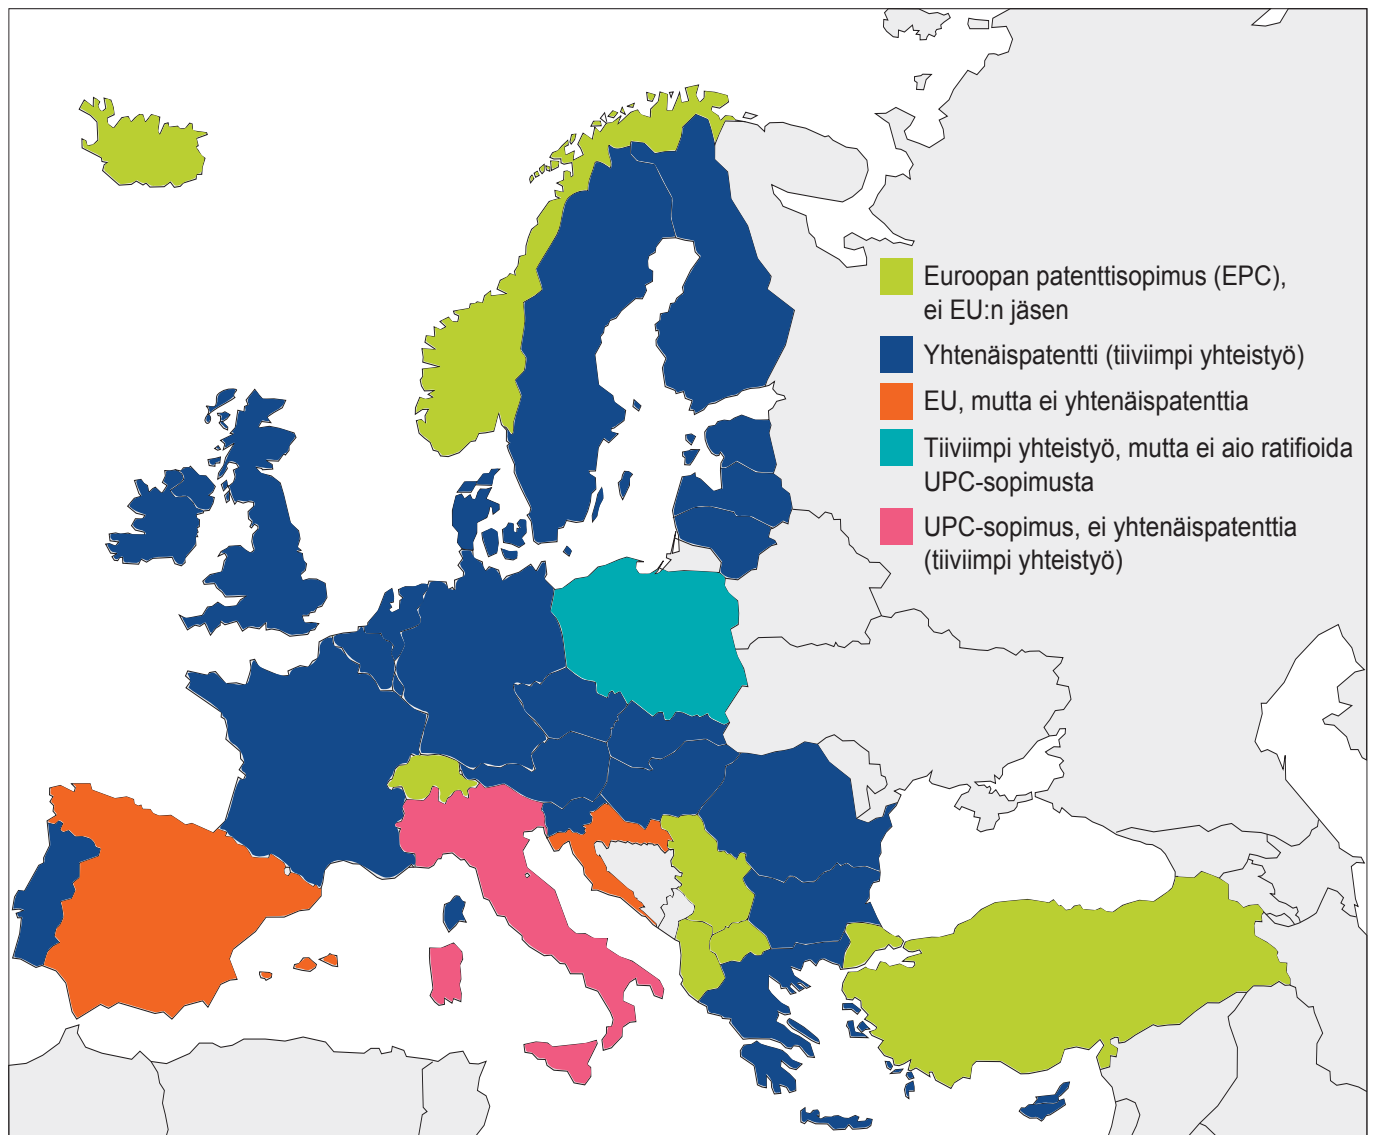 Euroopan patenttisopimus (EPC),
ei EU:n jäsen
Yhtenäispatentti (tiiviimpi yhteistyö)
EU, mutta ei yhtenäispatenttia
Tiiviimpi yhteistyö, mutta ei aio ratifioida
UPC-sopimusta
UPC-sopimus, ei yhtenäispatenttia
(tiiviimpi yhteistyö)